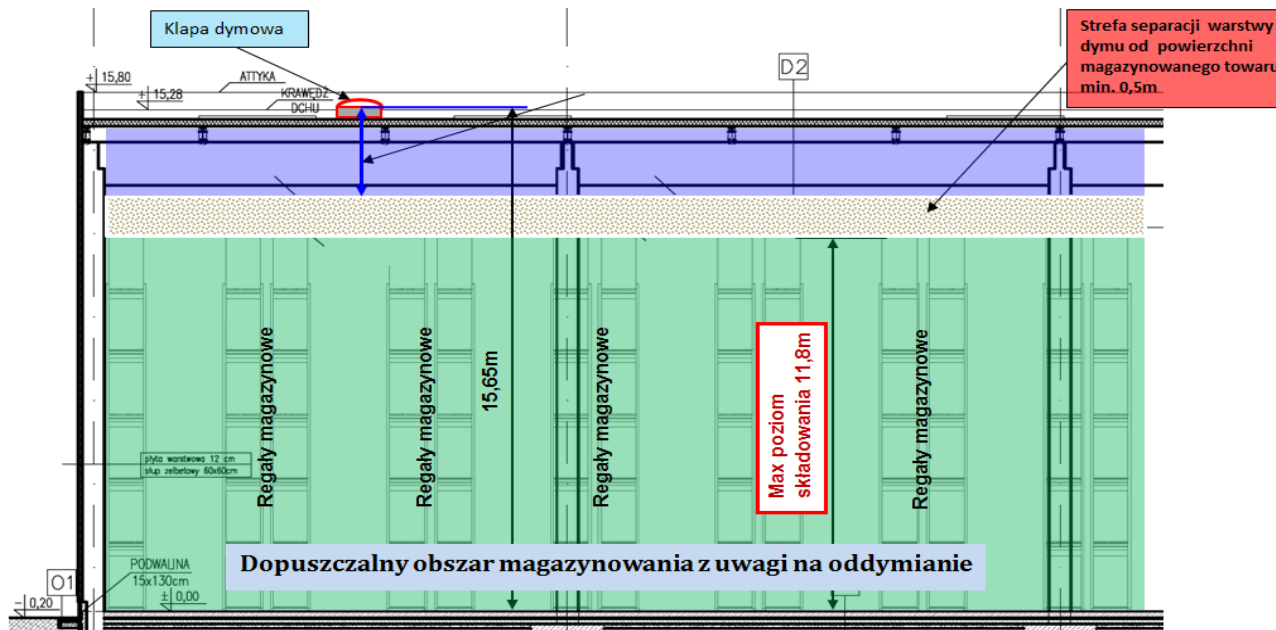 Klapa dymowa
Strefa separacji warstwy
dymu od powierzchni
magazynowanego towaru
min. 0,5m
+ 15,80
ATTYKA
+ 15,28
KRAWĘDŹ
DCHU
D2
Regały magazynowe
Regały magazynowe
15,65m
Regały magazynowe
Max poziom
składowania 11,8m
Regały magazynowe
płyta warstwowa 12 cm
słup żelbetowy 60x60cm
Dopuszczalny obszar magazynowania z uwagi na oddymianie
PODWALINA
15x130cm
O1
± 0,00
- 0,20